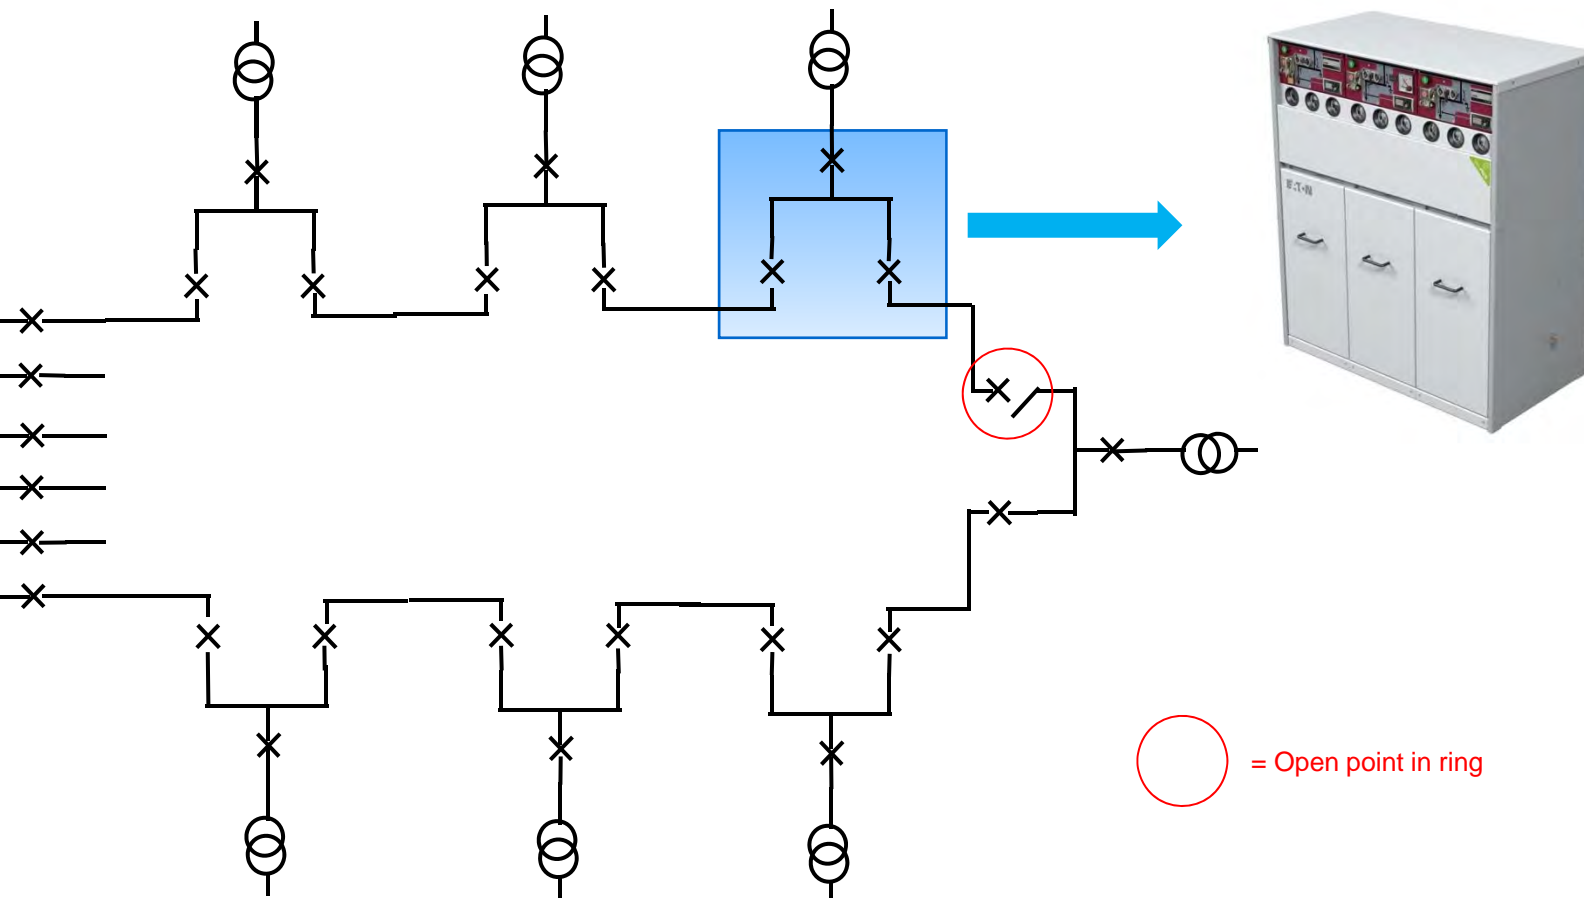 E·T·N
= Open point in ring